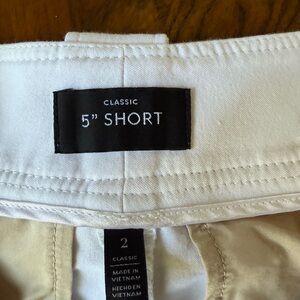 CLASSIC
5” SHORT
2
CLASSIC
MADE IN
VIETNAM
HECHO EN
VIETNAM